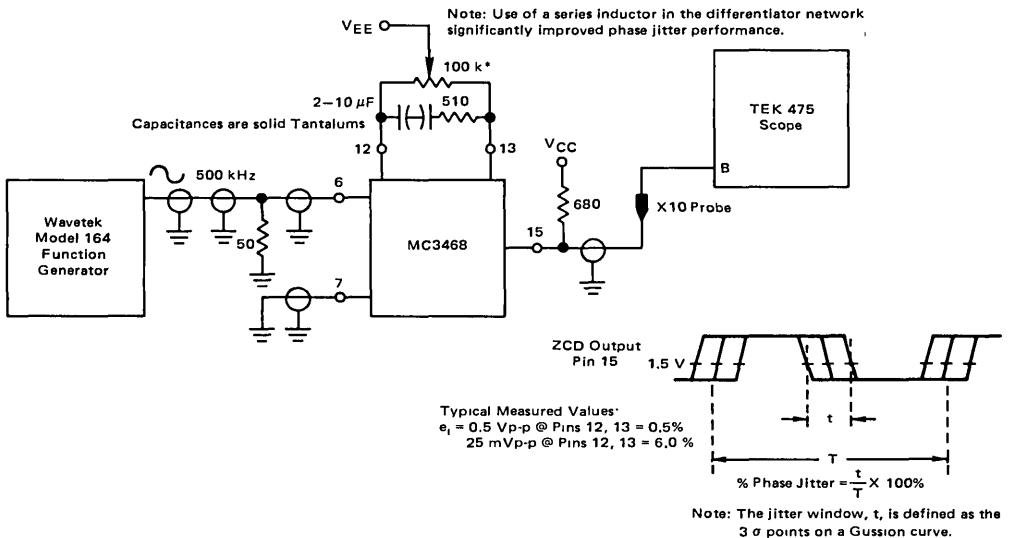 Note: Use of a series inductor in the differentiator network
significantly improved phase jitter performance.
VEE
100 k*
2–10 µF
510
Capacitances are solid Tantalums
12
13
TEK 475
Scope
B
VCC
680
X10 Probe
500 kHz
6
Wavetek
Model 164
Function
Generator
50
MC3468
15
7
ZCD Output
Pin 15
1.5 V
t
Typical Measured Values·
eI = 0.5 Vp-p @ Pins 12, 13 = 0.5%
25 mVp-p @ Pins 12, 13 = 6.0 %
T
% Phase Jitter = t/T X 100%
Note: The jitter window, t, is defined as the
3 σ points on a Gussion curve.